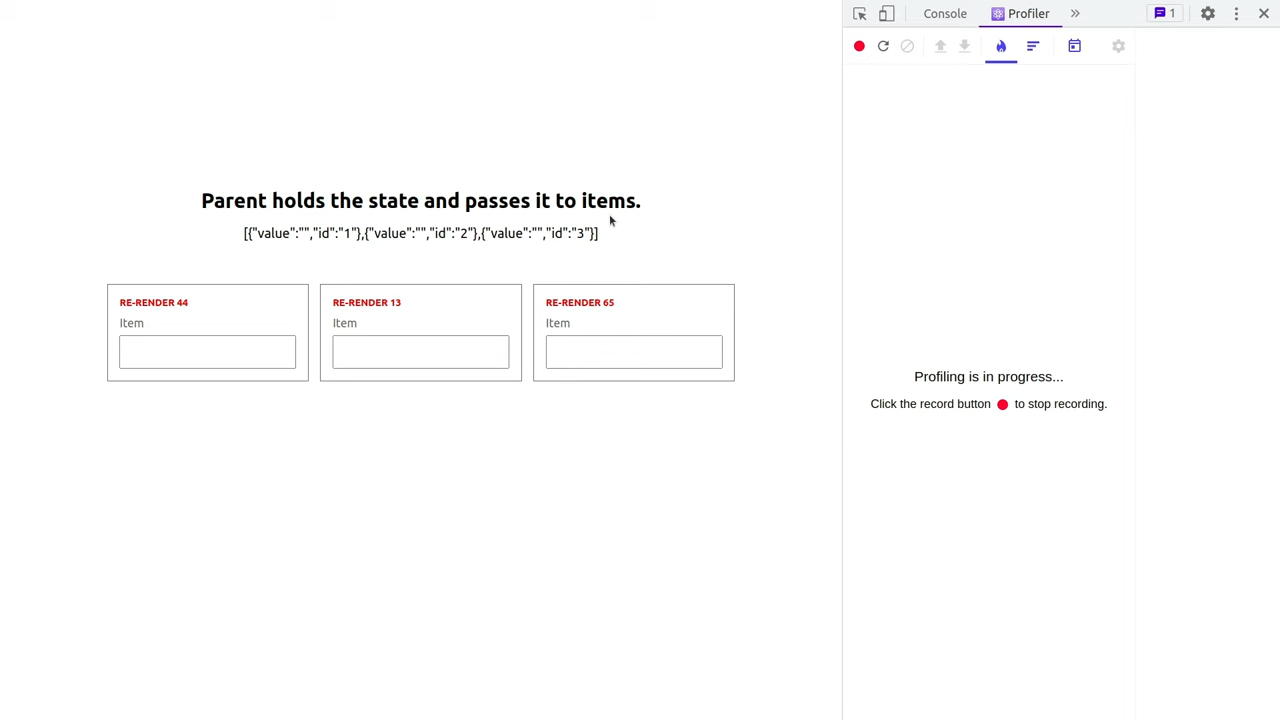 Console Profiler » 1
Parent holds the state and passes it to items.
[{"value":"","id":"1"},{"value":"","id":"2"},{"value":"","id":"3"}]
RE-RENDER 44
Item
RE-RENDER 13
Item
RE-RENDER 65
Item
Profiling is in progress...
Click the record button to stop recording.